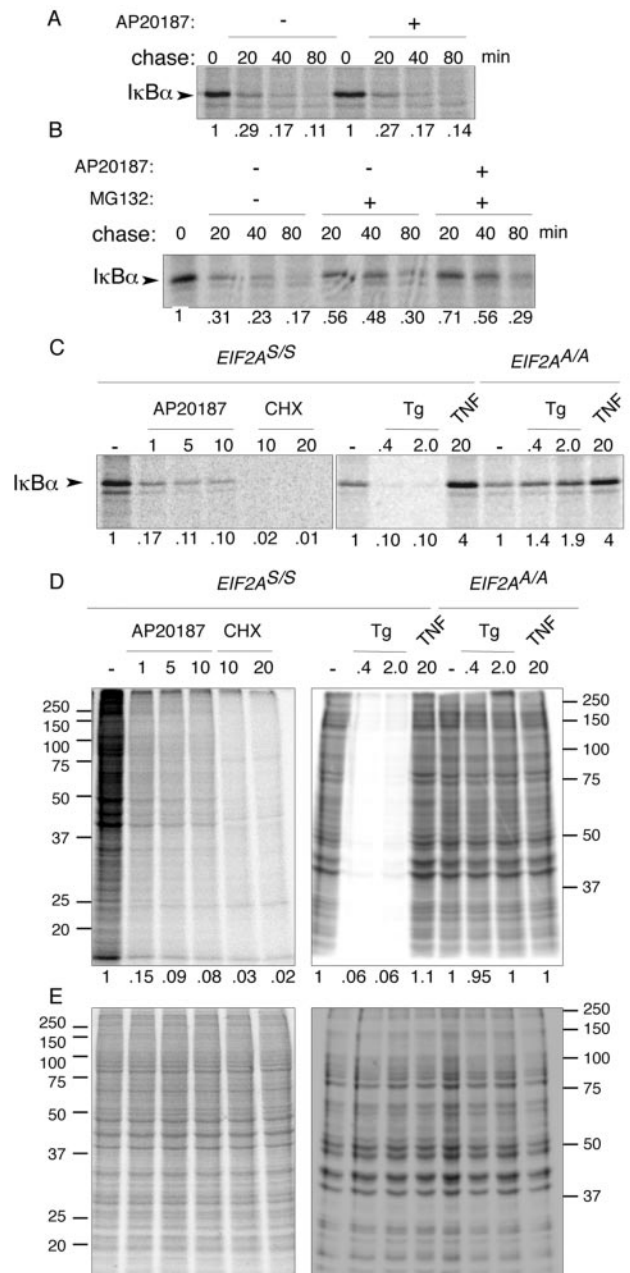 A
AP20187: - +
chase: 0 20 40 80 0 20 40 80 min
IκBα
1 .29 .17 .11 1 .27 .17 .14
B
AP20187: - - +
MG132: - + +
chase: 0 20 40 80 20 40 80 20 40 80 min
IκBα
1 .31 .23 .17 .56 .48 .30 .71 .56 .29
C
EIF2A^S/S EIF2A^A/A
AP20187 CHX Tg TNF Tg TNF
- 1 5 10 10 20 - .4 2.0 20 - .4 2.0 20
IκBα
1 .17 .11 .10 .02 .01 1 .10 .10 4 1 1.4 1.9 4
D
EIF2A^S/S EIF2A^A/A
AP20187 CHX Tg TNF Tg TNF
- 1 5 10 10 20 - .4 2.0 20 - .4 2.0 20
250 250
150 150
100 100
75 75
50 50
37 37
25
20
1 .15 .09 .08 .03 .02 1 .06 .06 1.1 1 .95 1 1
E
250 250
150 150
100 100
75 75
50 50
37 37
25
20